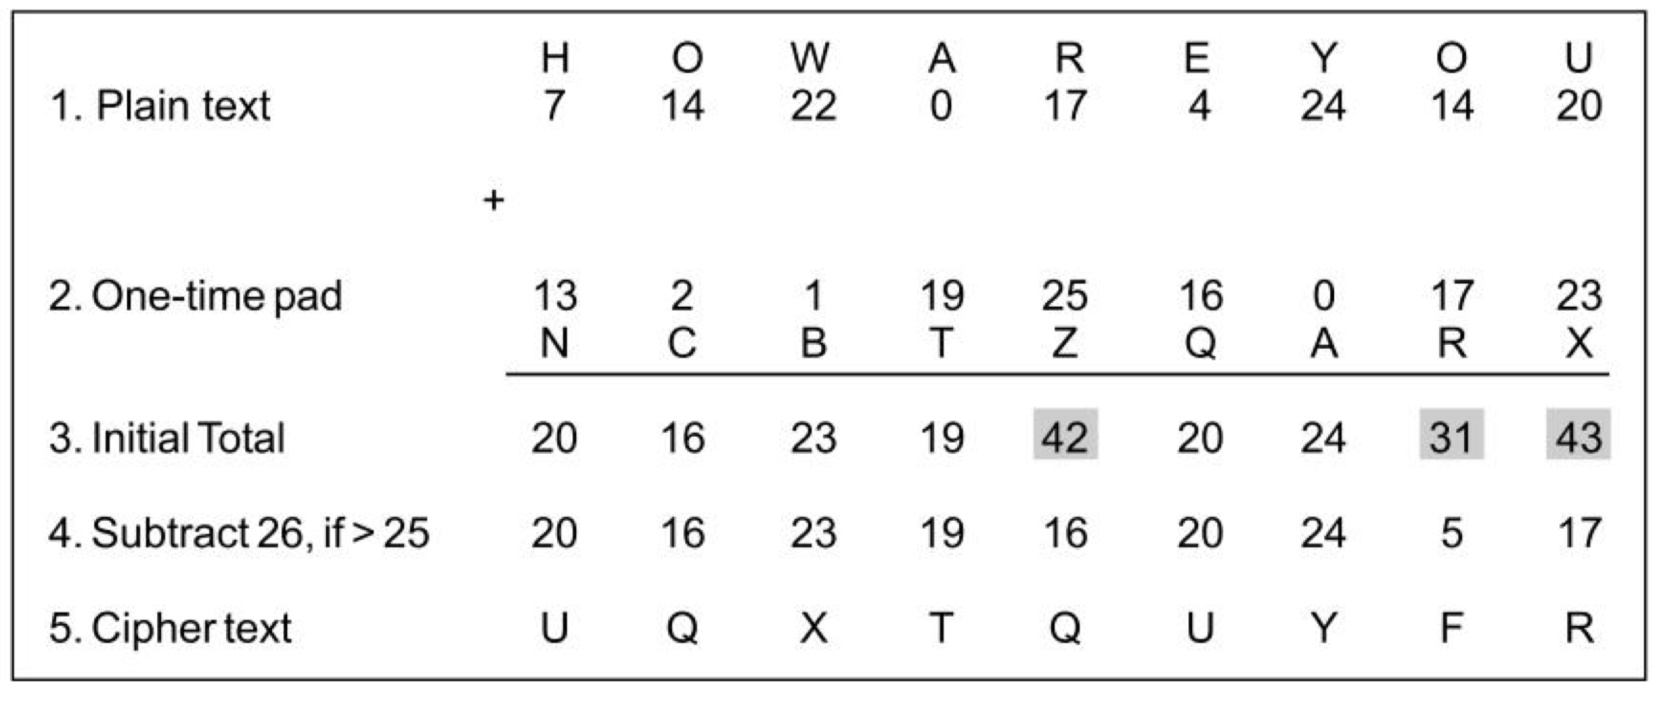 H O W A R E Y O U
1. Plain text 7 14 22 0 17 4 24 14 20
+
2. One-time pad 13 2 1 19 25 16 0 17 23
N C B T Z Q A R X
3. Initial Total 20 16 23 19 42 20 24 31 43
4. Subtract 26, if > 25 20 16 23 19 16 20 24 5 17
5. Cipher text U Q X T Q U Y F R